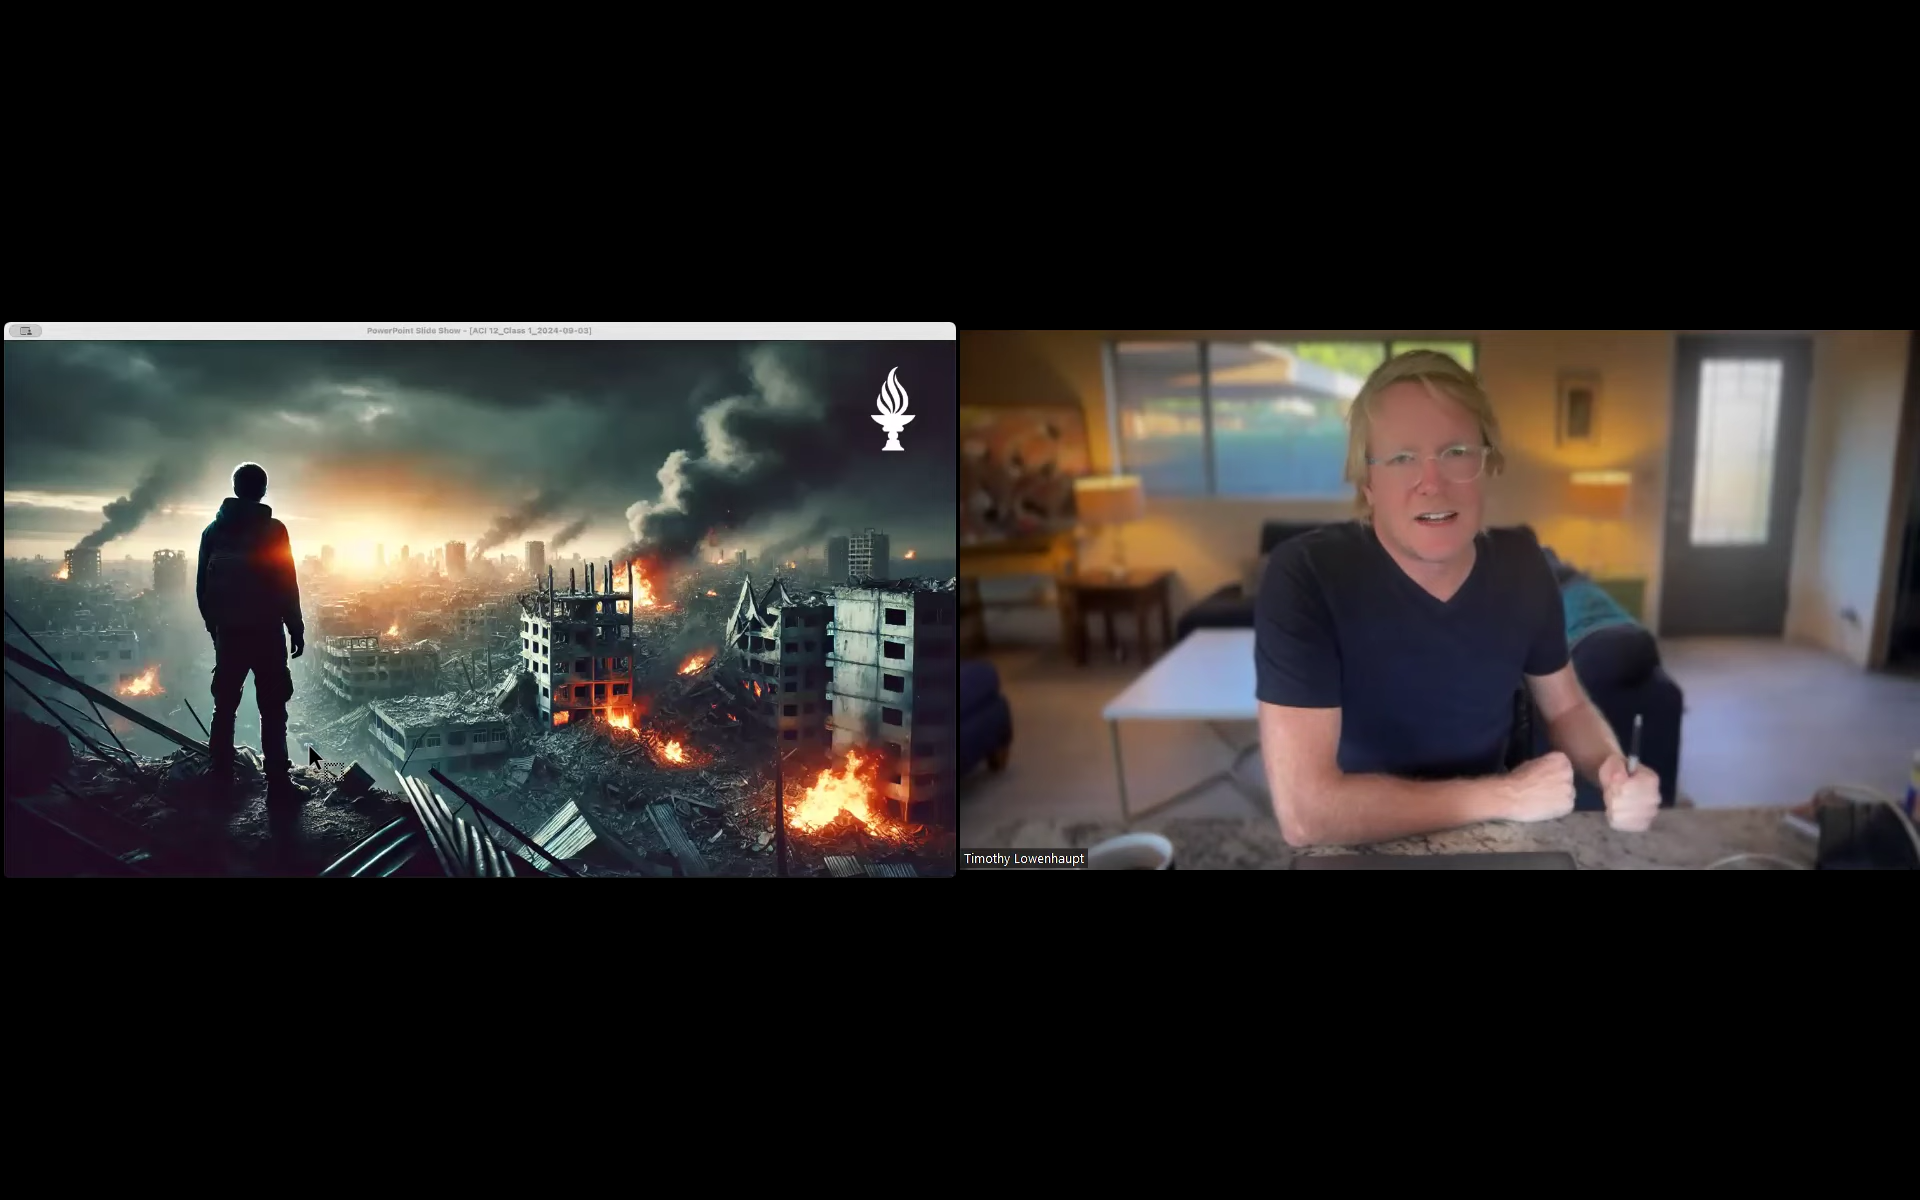 PowerPoint Slide Show - [ACI 12_Class 1_2024-09-03]
Timothy Lowenhaupt